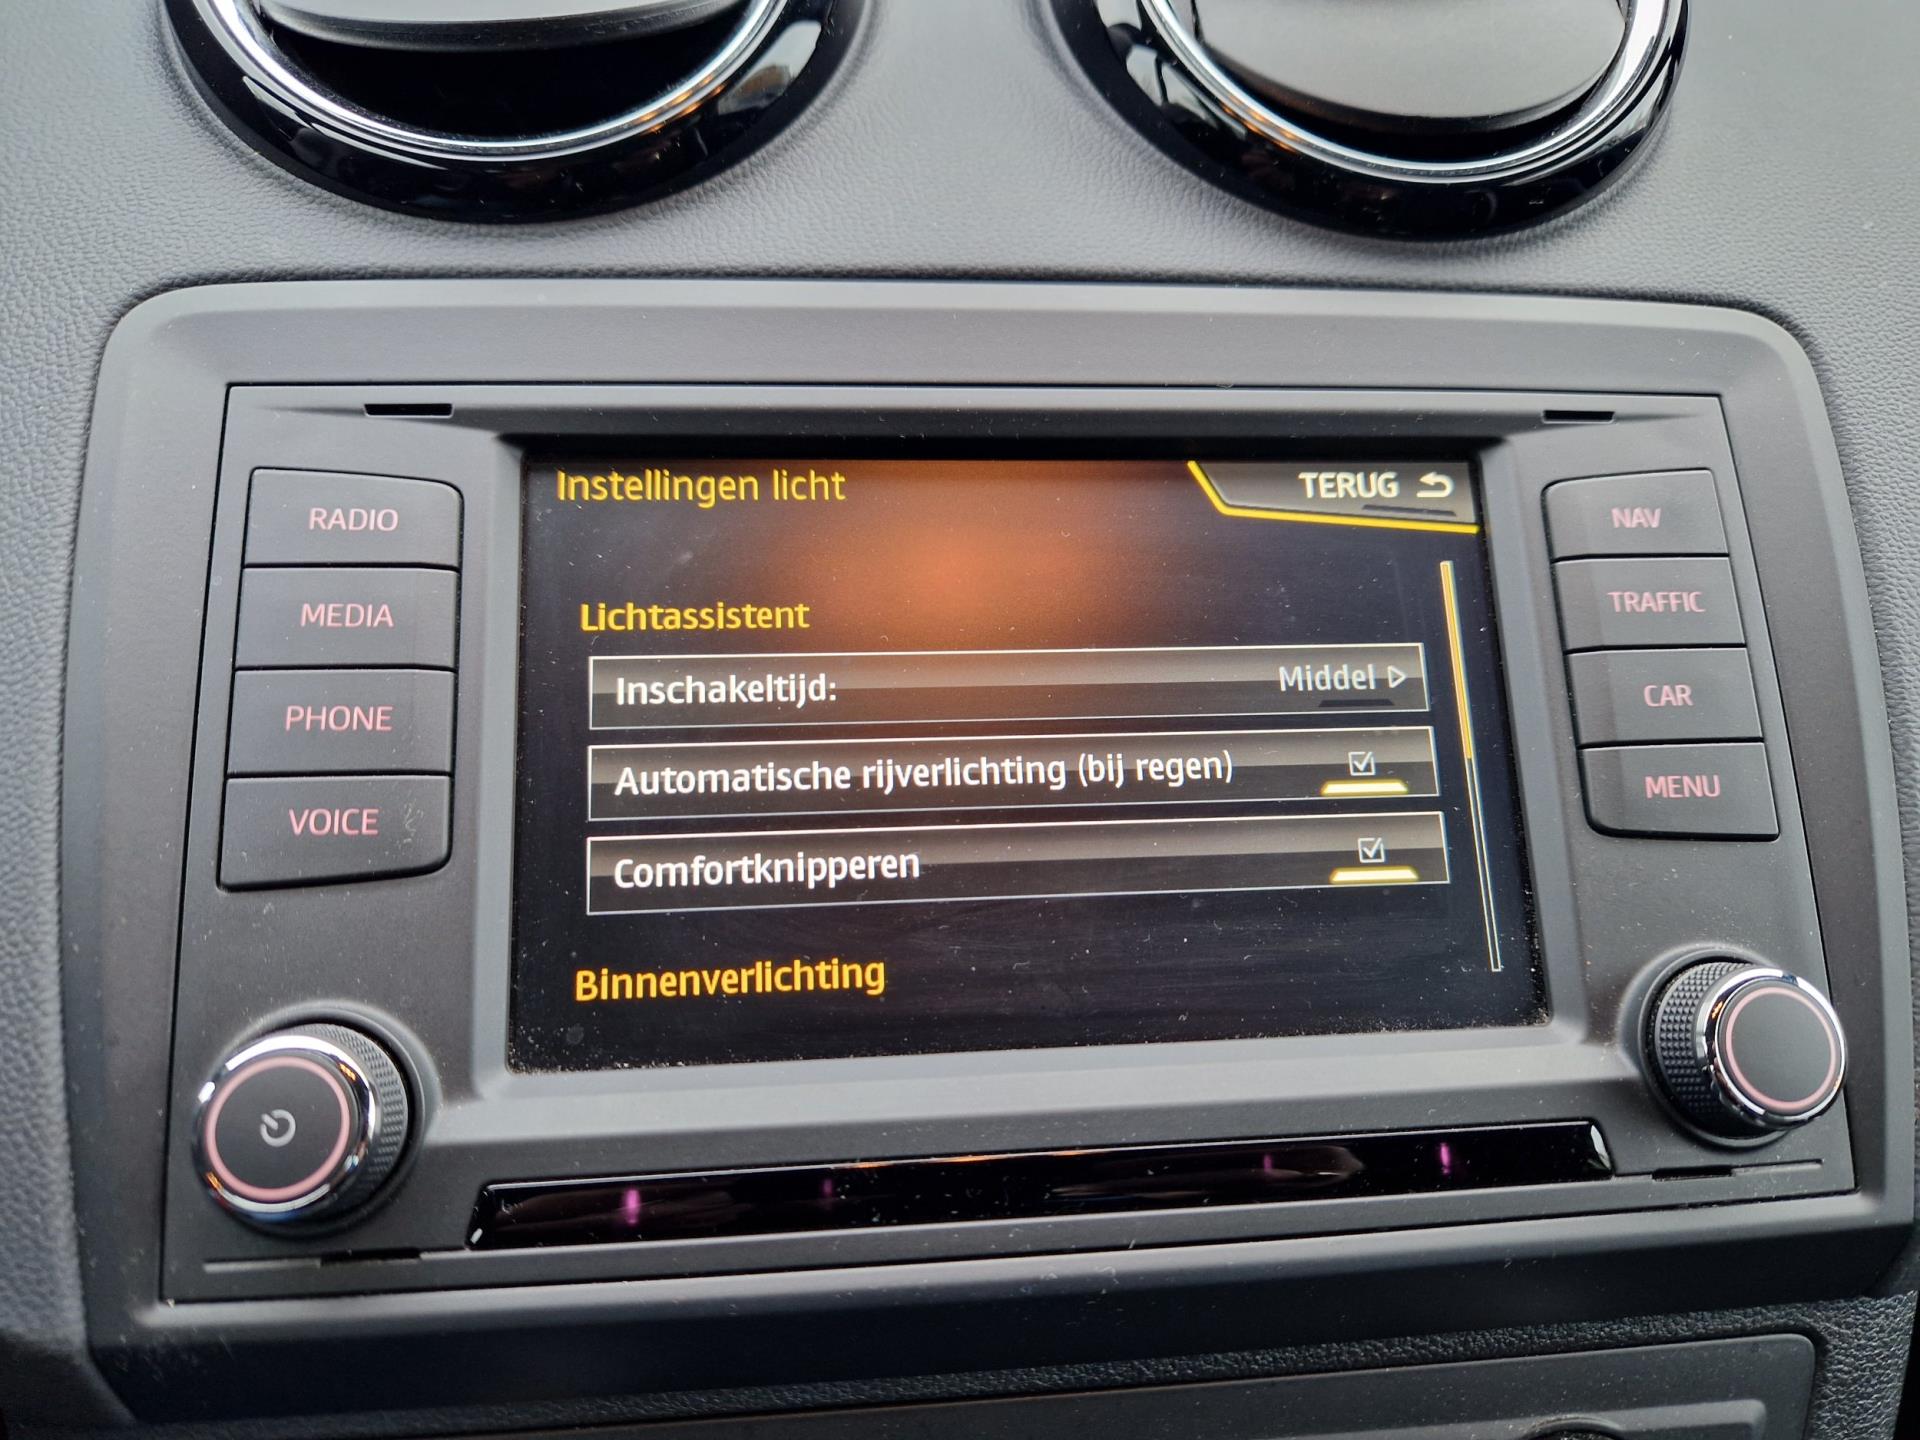 Instellingen licht
TERUG
Lichtassistent
Inschakeltijd: Middel
Automatische rijverlichting (bij regen)
Comfortknipperen
Binnenverlichting
RADIO
MEDIA
PHONE
VOICE
NAV
TRAFFIC
CAR
MENU